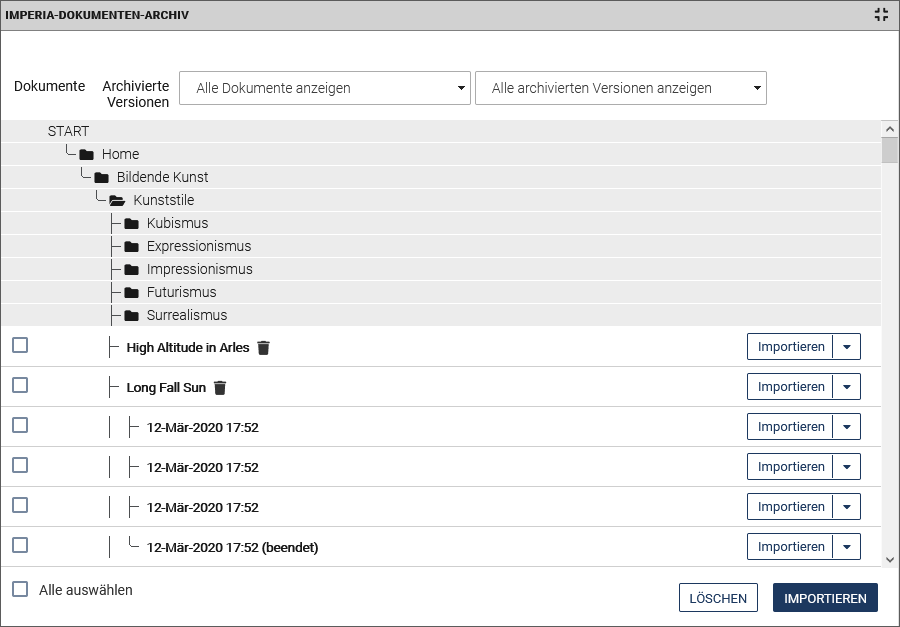 IMPERIA-DOKUMENTEN-ARCHIV
Dokumente
Archivierte
Versionen
Alle Dokumente anzeigen
Alle archivierten Versionen anzeigen
START
Home
Bildende Kunst
Kunststile
Kubismus
Expressionismus
Impressionismus
Futurismus
Surrealismus
High Altitude in Arles Importieren
Long Fall Sun Importieren
12-Mär-2020 17:52 Importieren
12-Mär-2020 17:52 Importieren
12-Mär-2020 17:52 Importieren
12-Mär-2020 17:52 (beendet) Importieren
Alle auswählen
LÖSCHEN IMPORTIEREN